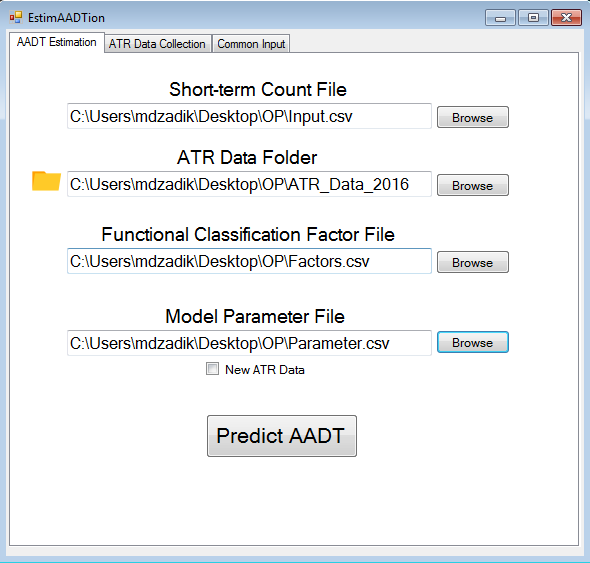 EstimAADTion
AADT Estimation ATR Data Collection Common Input
Short-term Count File
C:\Users\mdzadik\Desktop\OP\Input.csv Browse
ATR Data Folder
C:\Users\mdzadik\Desktop\OP\ATR_Data_2016 Browse
Functional Classification Factor File
C:\Users\mdzadik\Desktop\OP\Factors.csv Browse
Model Parameter File
C:\Users\mdzadik\Desktop\OP\Parameter.csv Browse
New ATR Data
Predict AADT